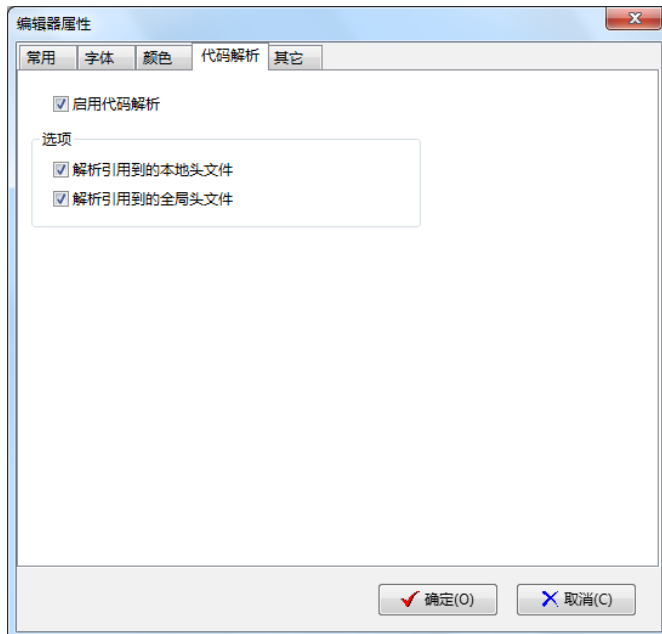 编辑器属性
常用 字体 颜色 代码解析 其它
启用代码解析
选项
解析引用到的本地头文件
解析引用到的全局头文件
确定(O) 取消(C)